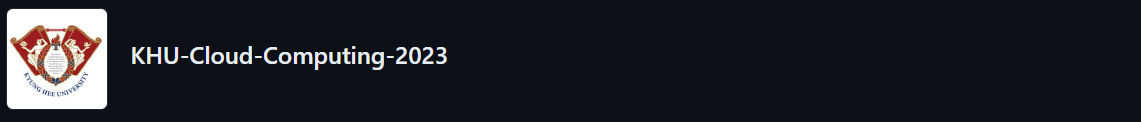 KHU-Cloud-Computing-2023
KYUNG HEE UNIVERSITY